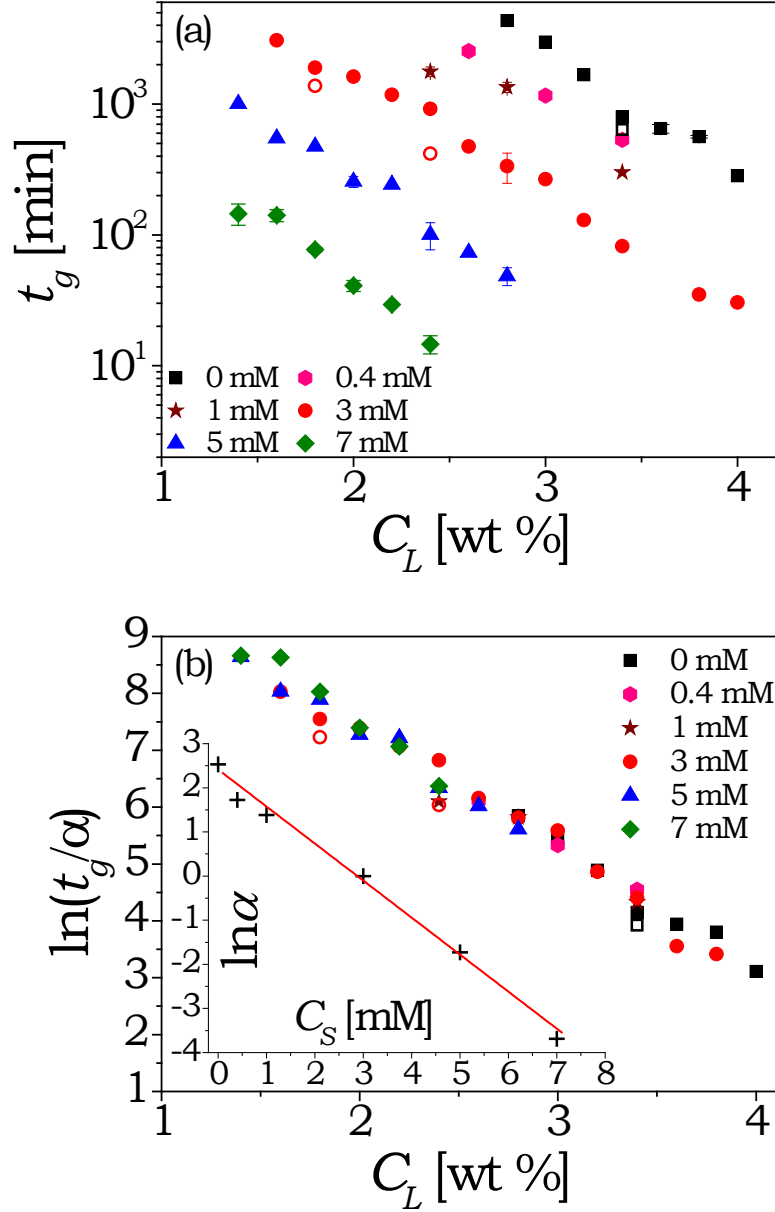 (a)
t_g [min]
10^3
10^2
10^1
0 mM 0.4 mM
1 mM 3 mM
5 mM 7 mM
1 2 3 4
C_L [wt %]
(b)
ln(t_g/α)
9
8
7
6
5
4
3
2
1
0 mM
0.4 mM
1 mM
3 mM
5 mM
7 mM
3
2
1
0
-1
-2
-3
-4
lnα
C_S [mM]
0 1 2 3 4 5 6 7 8
1 2 3 4
C_L [wt %]